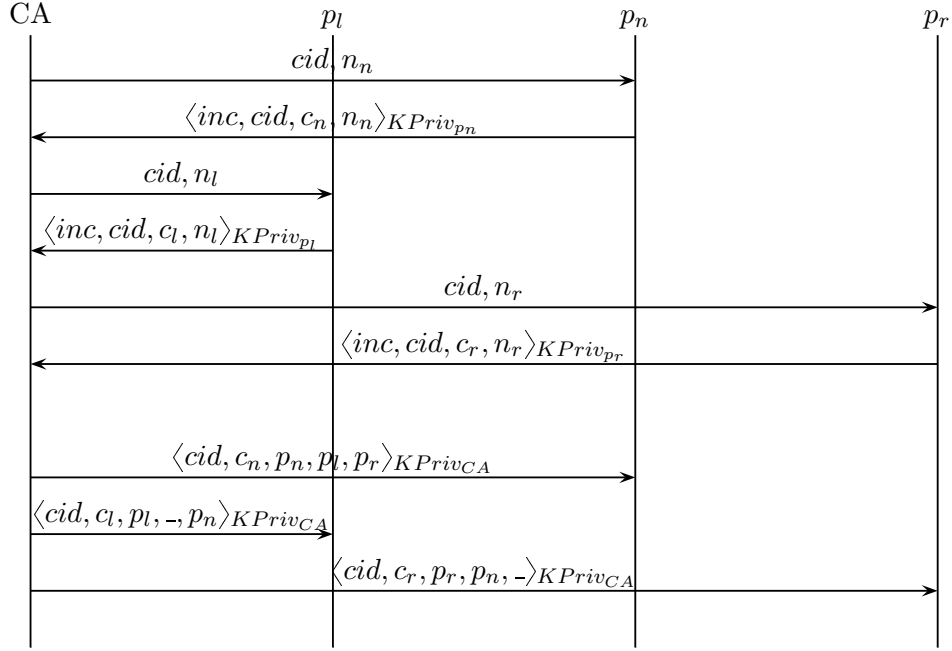 CA p_l p_n p_r
cid, n_n
⟨inc, cid, c_n, n_n⟩_{KPriv_{p_n}}
cid, n_l
⟨inc, cid, c_l, n_l⟩_{KPriv_{p_l}}
cid, n_r
⟨inc, cid, c_r, n_r⟩_{KPriv_{p_r}}
⟨cid, c_n, p_n, p_l, p_r⟩_{KPriv_{CA}}
⟨cid, c_l, p_l, _, p_n⟩_{KPriv_{CA}}
⟨cid, c_r, p_r, p_n, _⟩_{KPriv_{CA}}